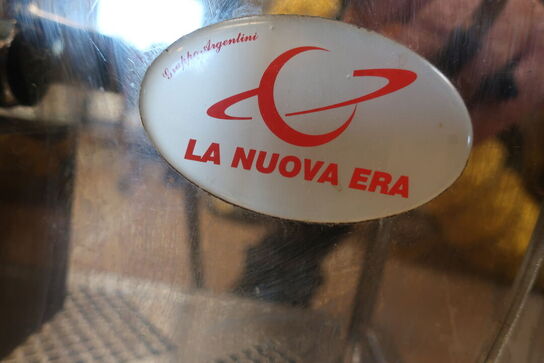 Gruppo Argentini
LA NUOVA ERA